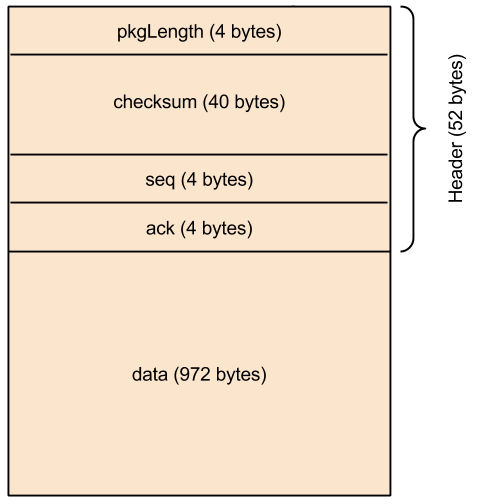 pkgLength (4 bytes)
checksum (40 bytes)
seq (4 bytes)
ack (4 bytes)
data (972 bytes)
Header (52 bytes)